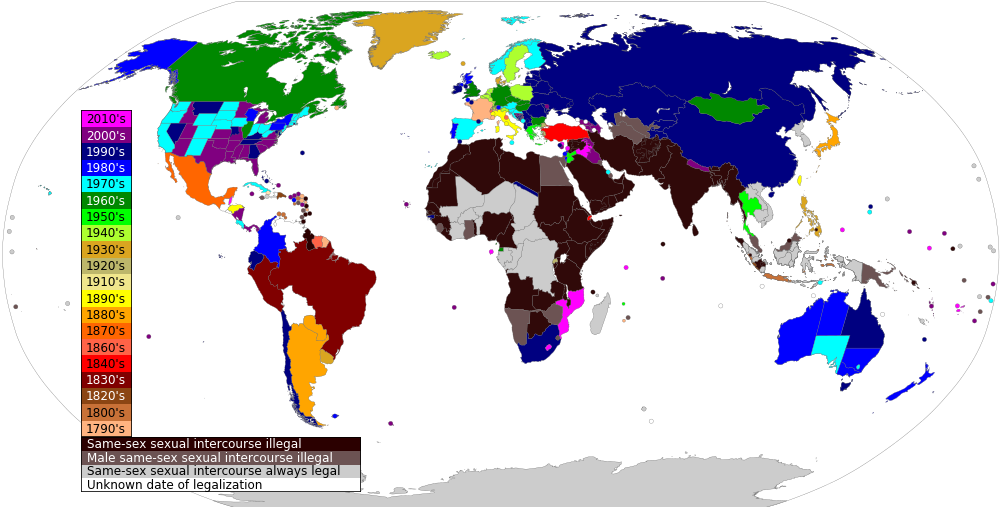 2010's
2000's
1990's
1980's
1970's
1960's
1950's
1940's
1930's
1920's
1910's
1890's
1880's
1870's
1860's
1840's
1830's
1820's
1800's
1790's
Same-sex sexual intercourse illegal
Male same-sex sexual intercourse illegal
Same-sex sexual intercourse always legal
Unknown date of legalization